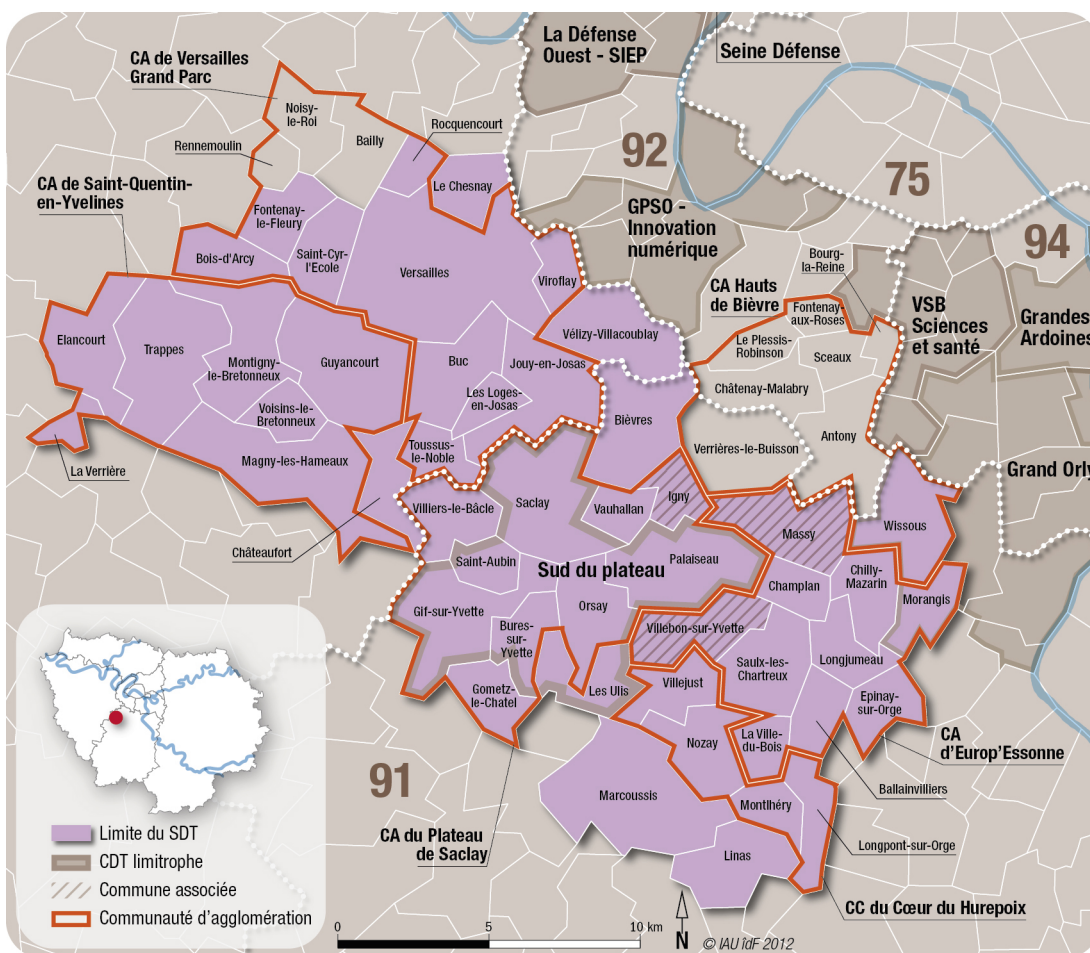 La Défense
Ouest - SIEP
Seine Défense
CA de Versailles
Grand Parc
Noisy-
le-Roi
Bailly
Rocquencourt
Rennemoulin
92
75
CA de Saint-Quentin-
en-Yvelines
Le Chesnay
GPSO -
Innovation
numérique
94
Fontenay-
le-Fleury
Bois-d'Arcy
Saint-Cyr-
l'Ecole
Versailles
Viroflay
Bourg-
la-Reine
CA Hauts
de Bièvre
Fontenay-
aux-Roses
VSB
Sciences
et santé
Grandes
Ardoines
Elancourt
Trappes
Montigny-
le-Bretonneux
Guyancourt
Vélizy-Villacoublay
Le Plessis-
Robinson
Sceaux
Buc
Jouy-en-Josas
Les Loges-
en-Josas
Châtenay-Malabry
Voisins-le-
Bretonneux
Bièvres
Antony
La Verrière
Magny-les-Hameaux
Toussus-
le-Noble
Verrières-le-Buisson
Grand Orly
Saclay
Igny
Villiers-le-Bâcle
Vauhallan
Massy
Wissous
Châteaufort
Saint-Aubin
Sud du plateau
Palaiseau
Champlan
Chilly-
Mazarin
Morangis
Gif-sur-Yvette
Orsay
Bures-
sur-
Yvette
Villebon-sur-Yvette
Saulx-les-
Chartreux
Longjumeau
Gometz-
le-Chatel
Les Ulis
Villejust
Epinay-
sur-Orge
Nozay
La Ville-
du-Bois
CA
d'Europ'Essonne
91
Marcoussis
Ballainvilliers
Montlhéry
CA du Plateau
de Saclay
Longpont-sur-Orge
Linas
CC du Cœur du Hurepoix
Limite du SDT
CDT limitrophe
Commune associée
Communauté d'agglomération
0
5
10 km
N
© IAU îdF 2012